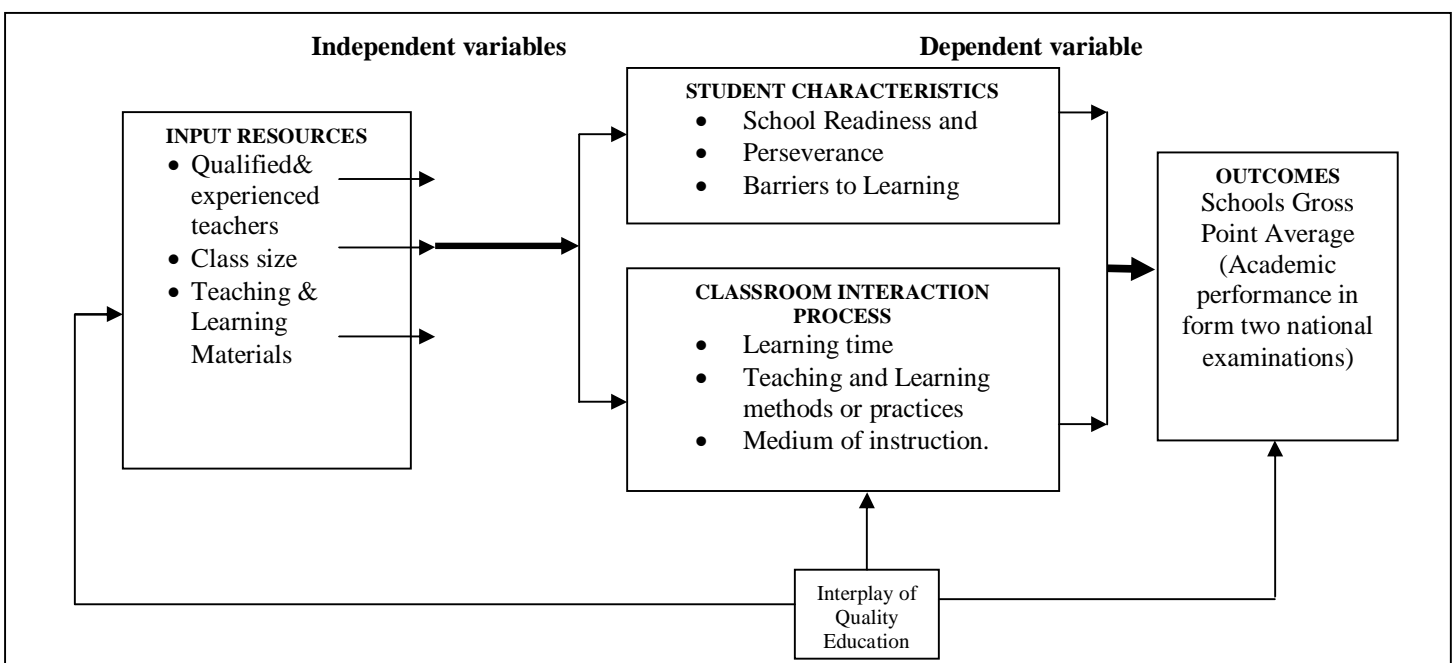 Independent variables
Dependent variable
INPUT RESOURCES
• Qualified&
experienced
teachers
• Class size
• Teaching &
Learning
Materials
STUDENT CHARACTERISTICS
• School Readiness and
• Perseverance
• Barriers to Learning
CLASSROOM INTERACTION
PROCESS
• Learning time
• Teaching and Learning
methods or practices
• Medium of instruction.
OUTCOMES
Schools Gross
Point Average
(Academic
performance in
form two national
examinations)
Interplay of
Quality
Education